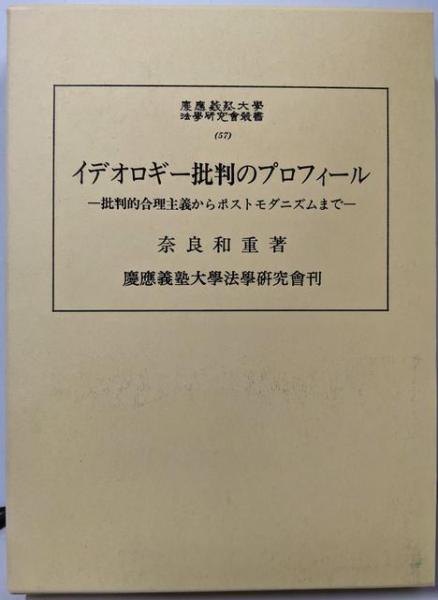 慶應義塾大學
法學硏究會叢書
(57)
イデオロギー批判のプロフィール
―批判的合理主義からポストモダニズムまで―
奈良和重著
慶應義塾大學法學硏究會刊